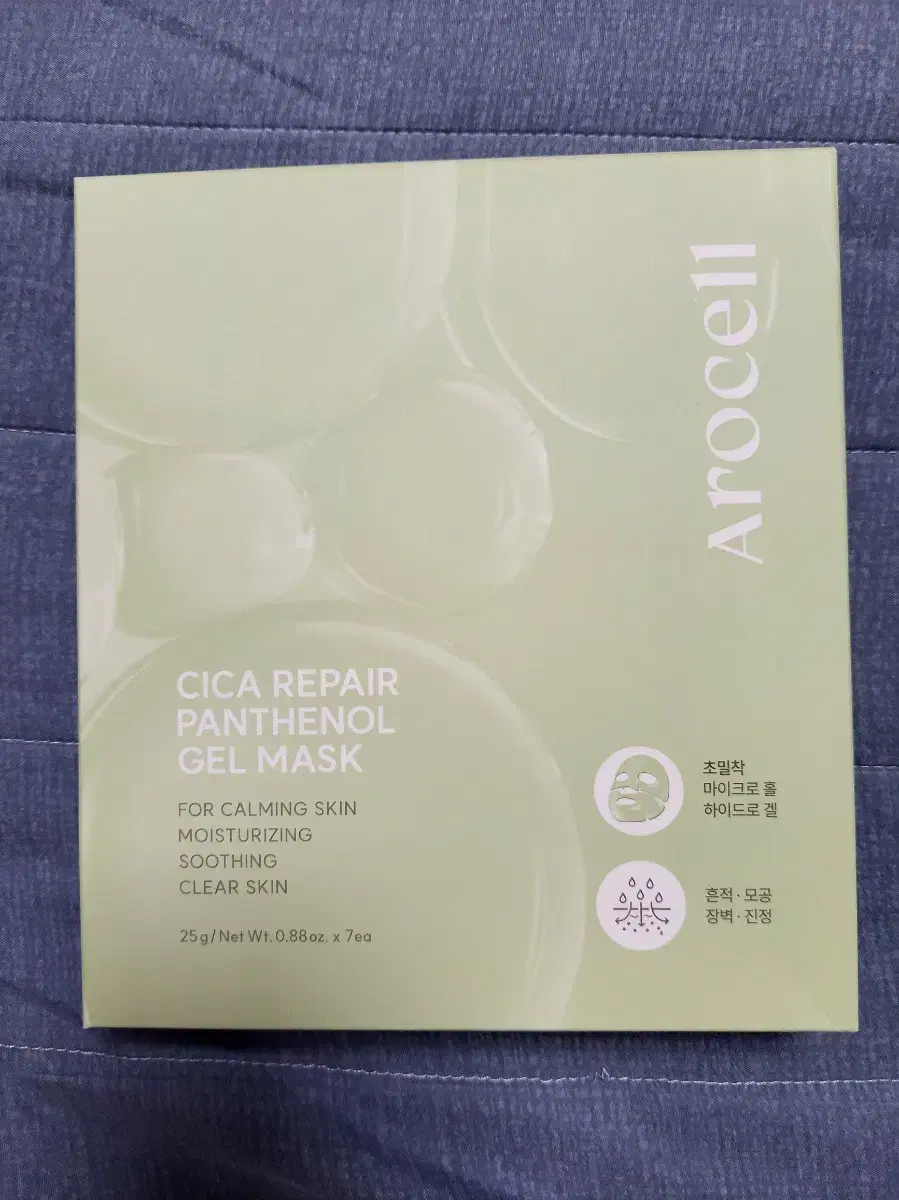 Arocell
CICA REPAIR
PANTHENOL
GEL MASK
FOR CALMING SKIN
MOISTURIZING
SOOTHING
CLEAR SKIN
25g/Net Wt. 0.88oz. x 7ea
초밀착
마이크로 홀
하이드로 겔
흔적·모공
장벽·진정